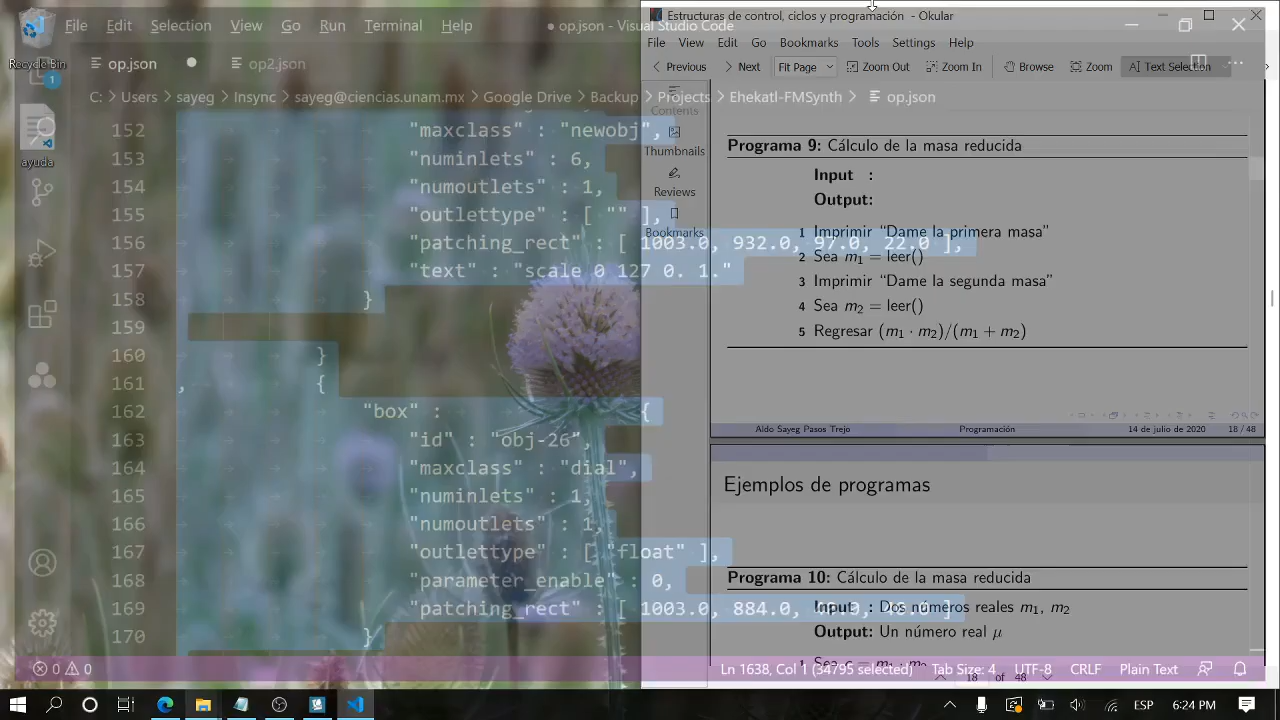 File Edit Selection View Go Run Terminal Help
op.json - Visual Studio Code
Recycle Bin
ayuda
1
op.json
op2.json
C: Users sayeg Insync sayeg@ciencias.unam.mx Google Drive Backup Projects Ehekatl-FMSynth op.json
152 "maxclass" : "newobj",
153 "numinlets" : 6,
154 "numoutlets" : 1,
155 "outlettype" : [ "" ],
156 "patching_rect" : [ 1003.0, 932.0, 97.0, 22.0 ],
157 "text" : "scale 0 127 0. 1."
158 }
159
160 }
161 , {
162 "box" : {
163 "id" : "obj-26",
164 "maxclass" : "dial",
165 "numinlets" : 1,
166 "numoutlets" : 1,
167 "outlettype" : [ "float" ],
168 "parameter_enable" : 0,
169 "patching_rect" : [ 1003.0, 884.0,
170 }
0 0
Ln 1638, Col 1 (34795 selected) Tab Size: 4 UTF-8 CRLF Plain Text
Estructuras de control, ciclos y programación - Okular
File View Edit Go Bookmarks Tools Settings Help
Previous Next Fit Page Zoom Out Zoom In Browse Zoom Text Selection
Contents
Thumbnails
Reviews
Bookmarks
Programa 9: Cálculo de la masa reducida
Input :
Output:
1 Imprimir “Dame la primera masa”
2 Sea m₁ = leer()
3 Imprimir “Dame la segunda masa”
4 Sea m₂ = leer()
5 Regresar (m₁ · m₂)/(m₁ + m₂)
Aldo Sayeg Pasos Trejo Programación 14 de julio de 2020 18 / 48
Ejemplos de programas
Programa 10: Cálculo de la masa reducida
Input : Dos números reales m₁, m₂
Output: Un número real μ
18 of 48
ESP 6:24 PM